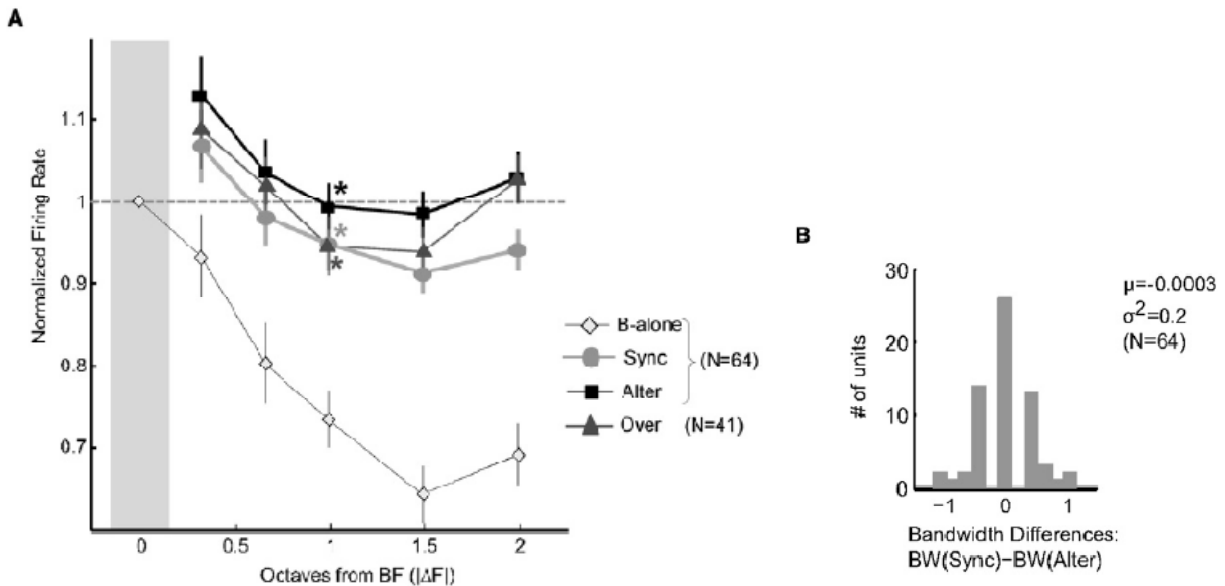 A
Normalized Firing Rate
1.1
1
0.9
0.8
0.7
0 0.5 1 1.5 2
Octaves from BF (|ΔF|)
* * *
B-alone
Sync (N=64)
Alter
Over (N=41)
B
# of units
30
20
10
0
−1 0 1
Bandwidth Differences:
BW(Sync)−BW(Alter)
μ=-0.0003
σ²=0.2
(N=64)